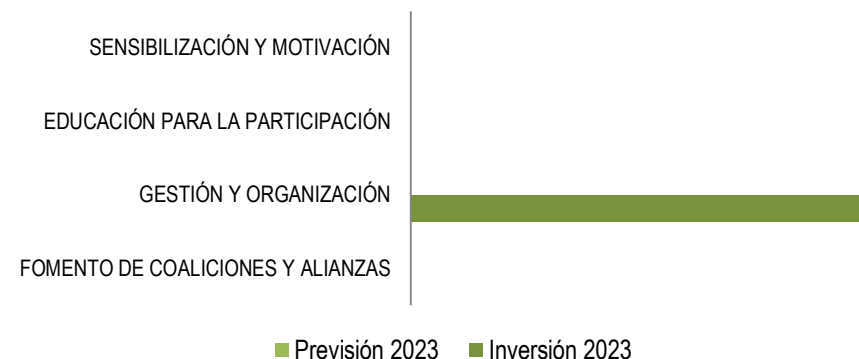 SENSIBILIZACIÓN Y MOTIVACIÓN
EDUCACIÓN PARA LA PARTICIPACIÓN
GESTIÓN Y ORGANIZACIÓN
FOMENTO DE COALICIONES Y ALIANZAS
Previsión 2023 Inversión 2023